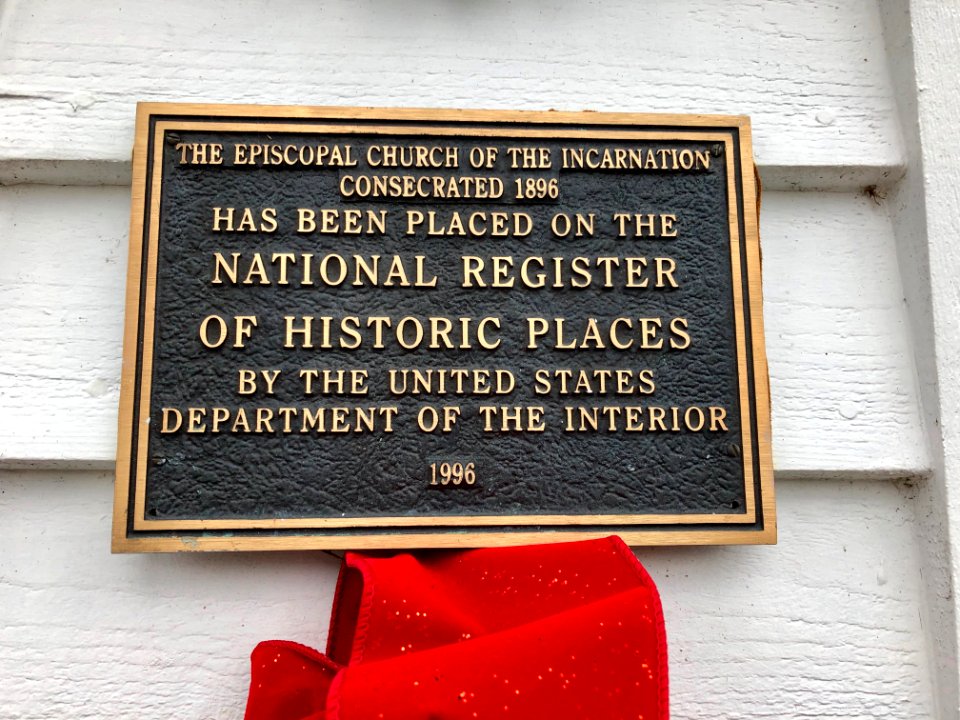 THE EPISCOPAL CHURCH OF THE INCARNATION
CONSECRATED 1896
HAS BEEN PLACED ON THE
NATIONAL REGISTER
OF HISTORIC PLACES
BY THE UNITED STATES
DEPARTMENT OF THE INTERIOR
1996